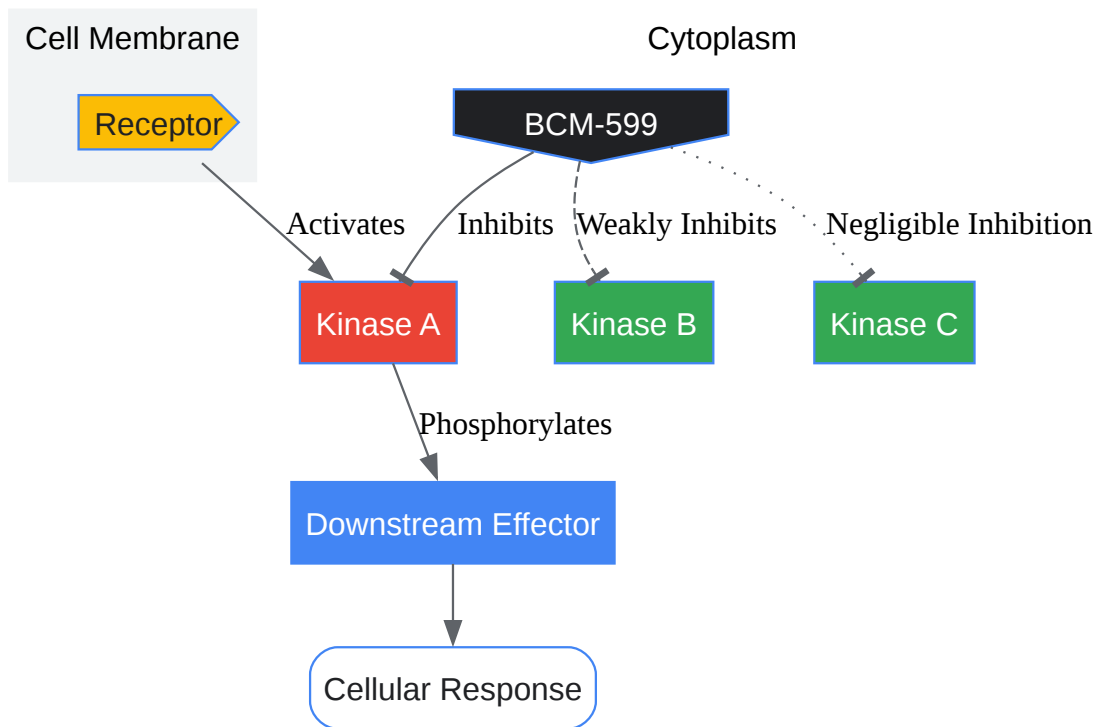 Cell Membrane
Cytoplasm
Receptor
BCM-599
Activates
Inhibits
Weakly Inhibits
Negligible Inhibition
Kinase A
Kinase B
Kinase C
Phosphorylates
Downstream Effector
Cellular Response